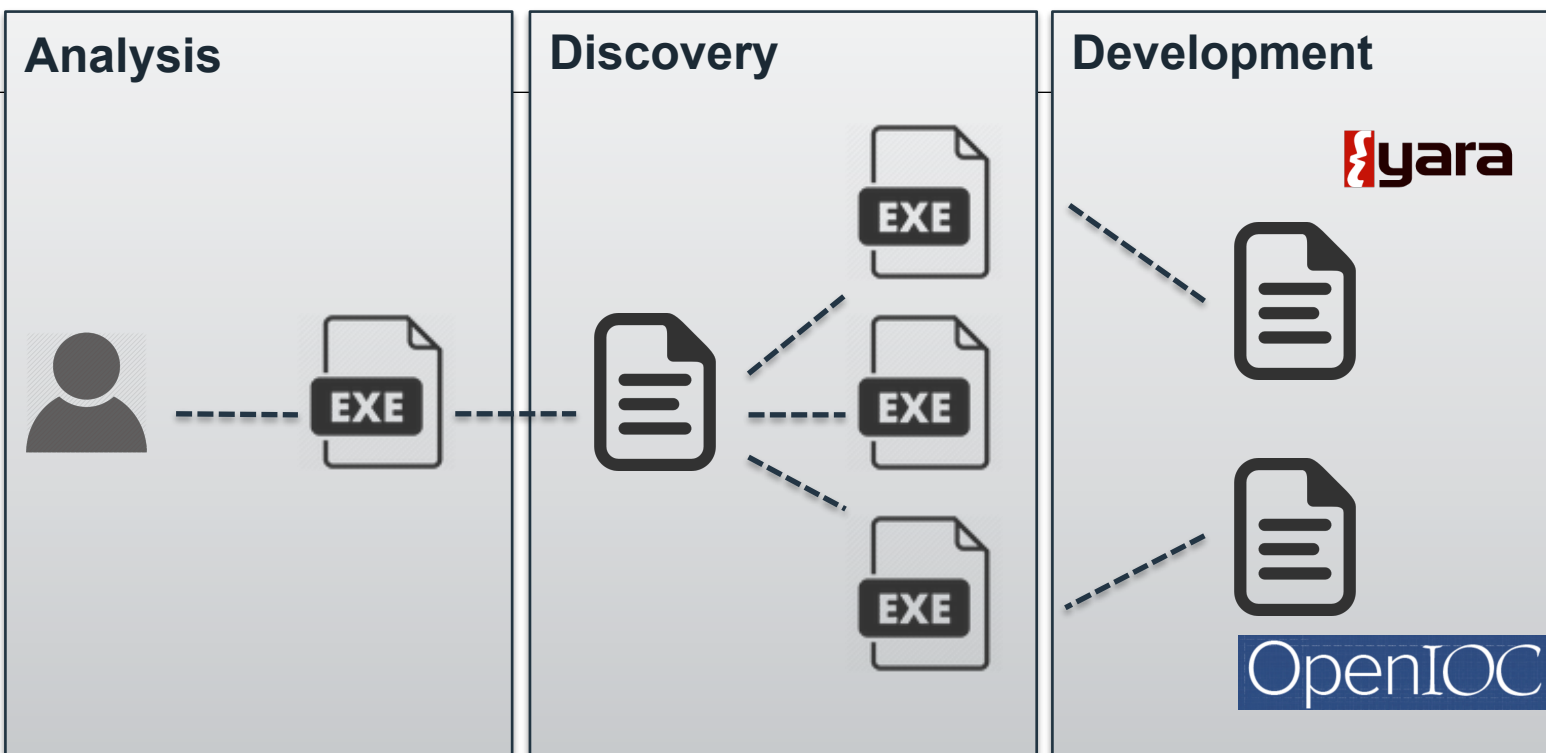 Analysis
EXE
Discovery
EXE
EXE
EXE
Development
yara
OpenIOC